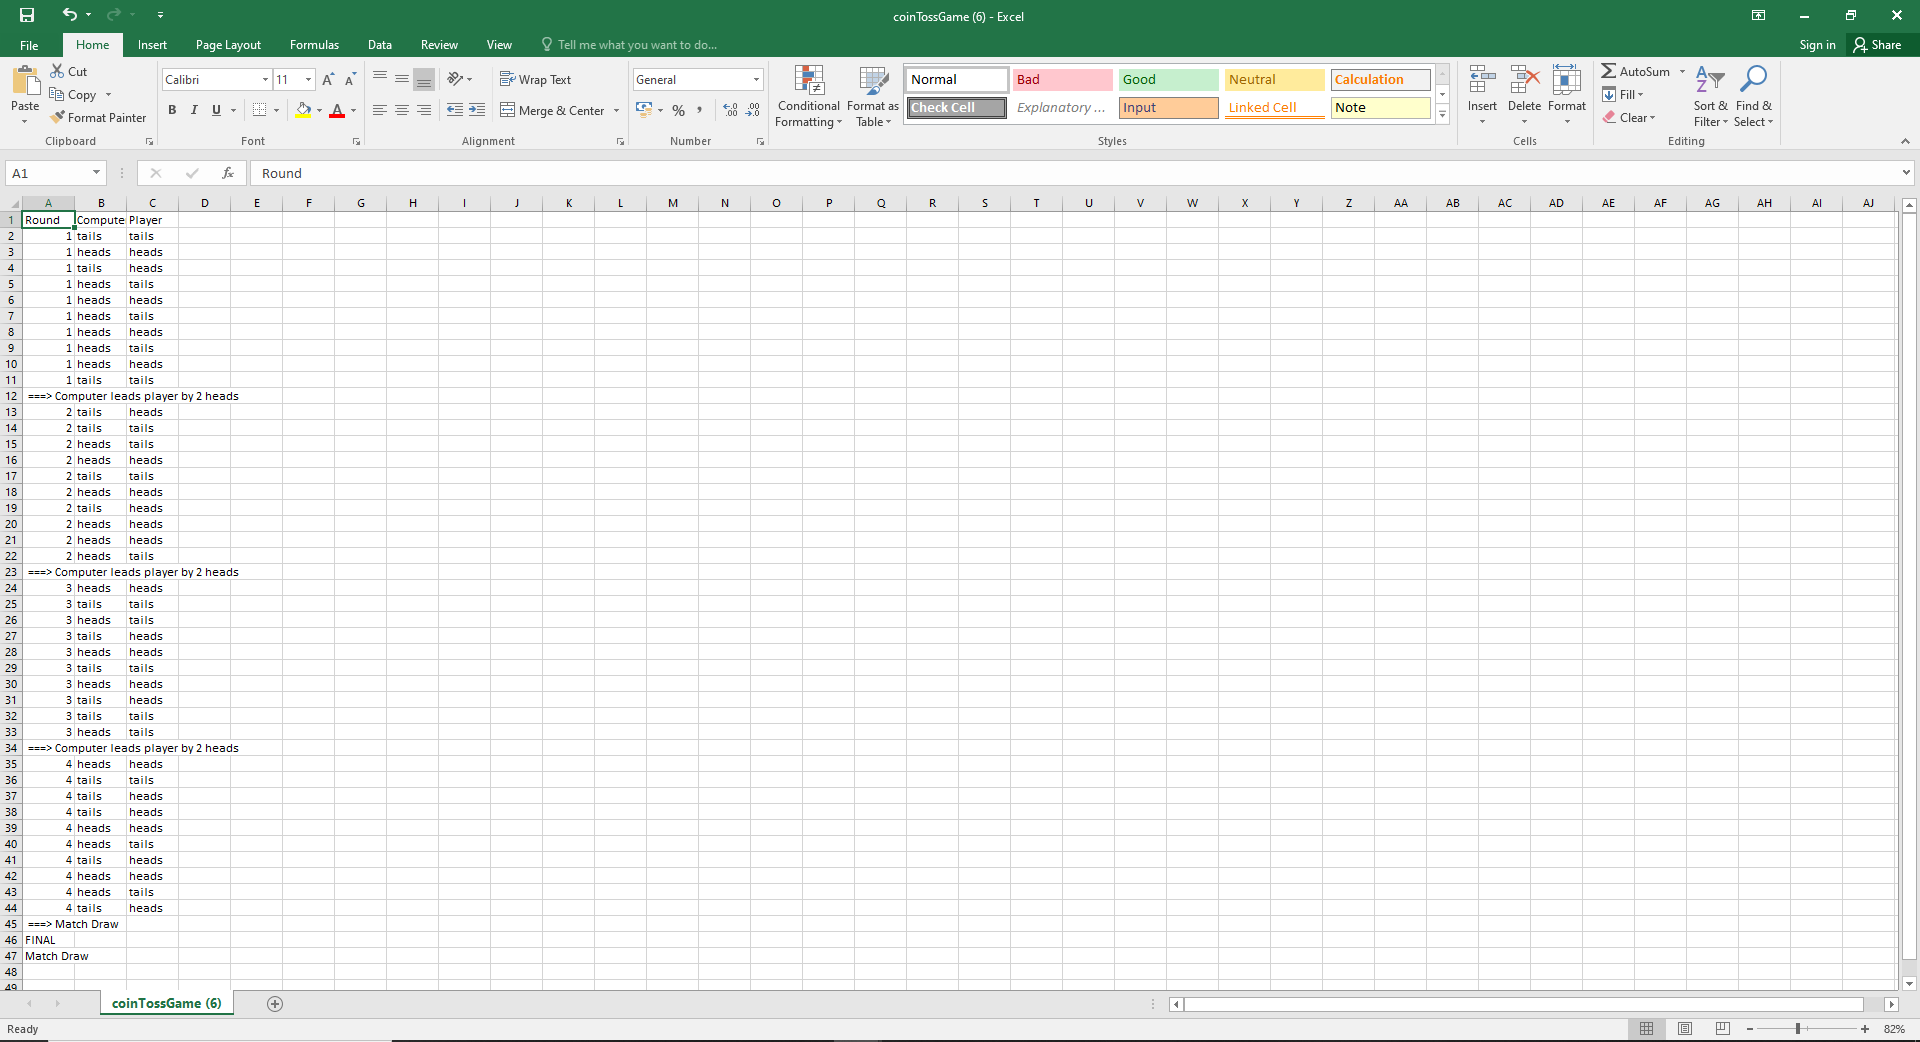 coinTossGame (6) - Excel
File Home Insert Page Layout Formulas Data Review View Tell me what you want to do... Sign in Share
Paste
Cut
Copy
Format Painter
Clipboard
Calibri 11 A A
B I U A
Font
Wrap Text
Merge & Center
Alignment
General
% ,
Number
Conditional Formatting
Format as Table
Normal Bad Good Neutral Calculation
Check Cell Explanatory ... Input Linked Cell Note
Styles
Insert Delete Format
Cells
AutoSum
Fill
Clear
Sort & Filter
Find & Select
Editing
A1 fx Round
A B C D E F G H I J K L M N O P Q R S T U V W X Y Z AA AB AC AD AE AF AG AH AI AJ
1 Round Compute Player
2 1 tails tails
3 1 heads heads
4 1 tails heads
5 1 heads tails
6 1 heads heads
7 1 heads tails
8 1 heads heads
9 1 heads tails
10 1 heads heads
11 1 tails tails
12 ===> Computer leads player by 2 heads
13 2 tails heads
14 2 tails tails
15 2 heads tails
16 2 heads heads
17 2 tails tails
18 2 heads heads
19 2 tails heads
20 2 heads heads
21 2 heads heads
22 2 heads tails
23 ===> Computer leads player by 2 heads
24 3 heads heads
25 3 tails tails
26 3 heads tails
27 3 tails heads
28 3 heads heads
29 3 tails tails
30 3 heads heads
31 3 tails heads
32 3 tails tails
33 3 heads tails
34 ===> Computer leads player by 2 heads
35 4 heads heads
36 4 tails tails
37 4 tails heads
38 4 tails heads
39 4 heads heads
40 4 heads tails
41 4 tails heads
42 4 heads heads
43 4 heads tails
44 4 tails heads
45 ===> Match Draw
46 FINAL
47 Match Draw
48
49
coinTossGame (6)
Ready 82%